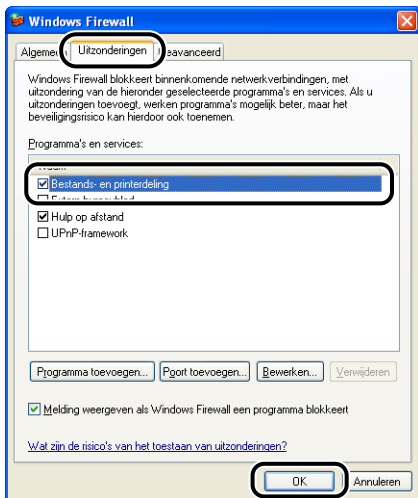 Windows Firewall
Uitzonderingen
Windows Firewall blokkeert binnenkomende netwerkverbindingen, met
uitzondering van de hieronder geselecteerde programma's en services. Als u
uitzonderingen toevoegt, werken programma's mogelijk beter, maar het
beveiligingsrisico kan hierdoor ook toenemen.
Programma's en services:
Bestands- en printerdeling
Hulp op afstand
UPnP-framework
Programma toevoegen... Poort toevoegen... Bewerken... Verwijderen
Melding weergeven als Windows Firewall een programma blokkeert
Wat zijn de risico's van het toestaan van uitzonderingen?
OK Annuleren